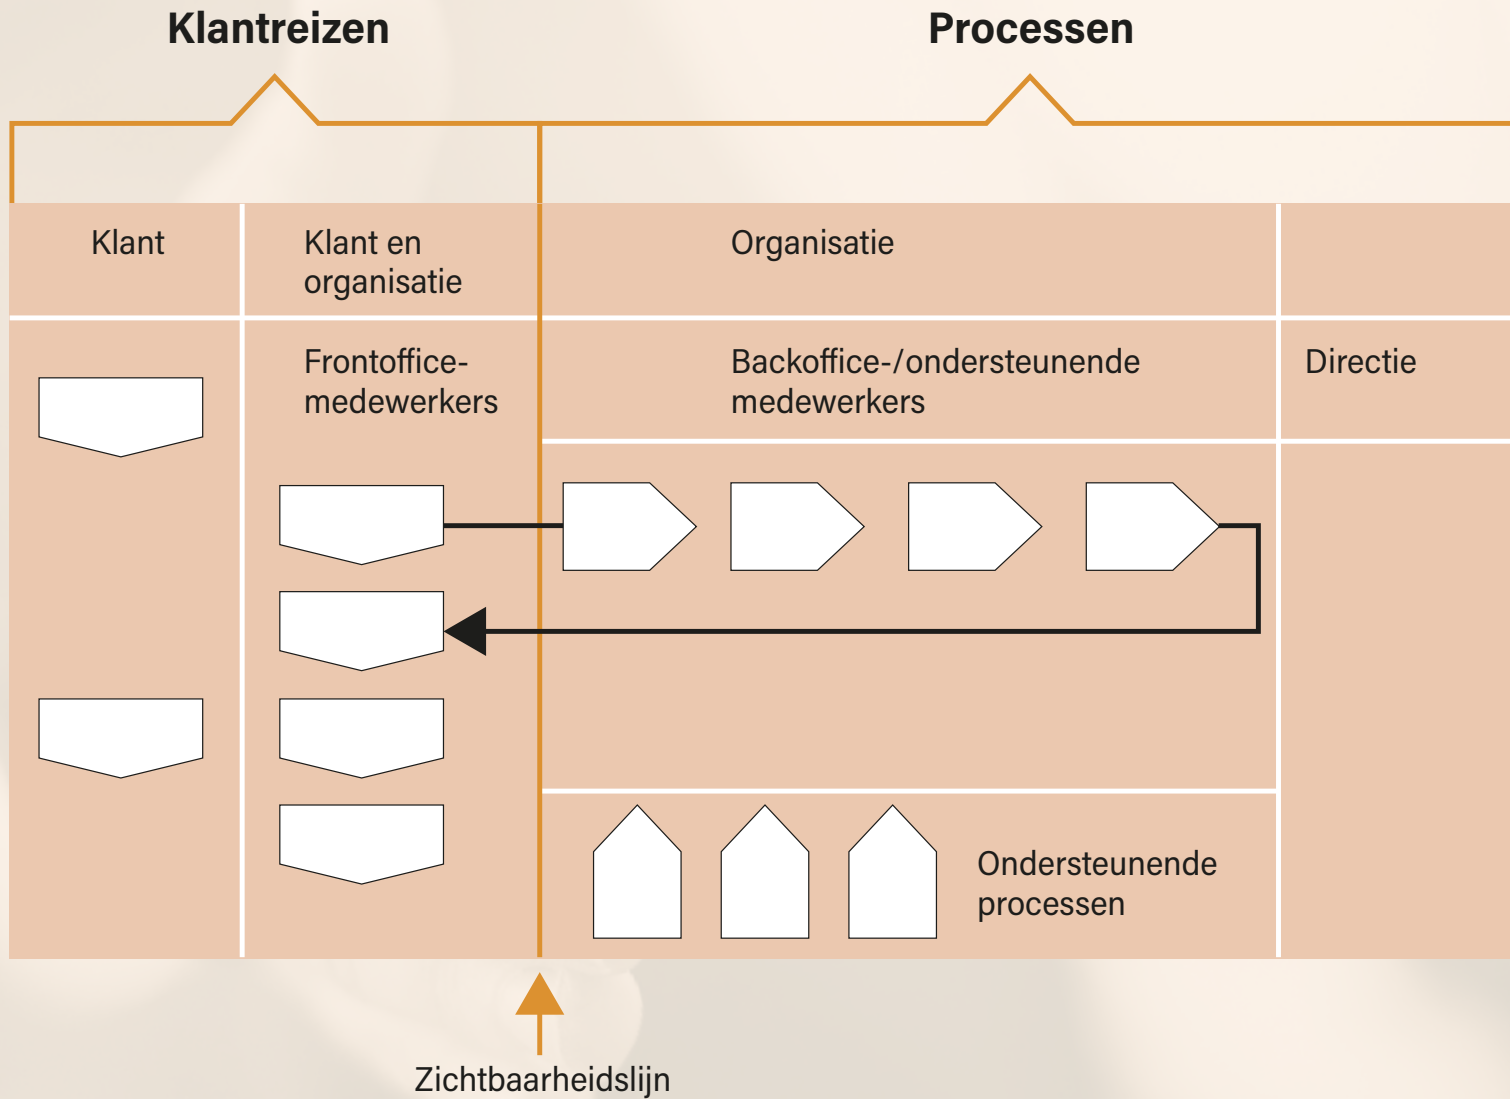 Klantreizen
Processen
Klant
Klant en
organisatie
Organisatie
Frontoffice-
medewerkers
Backoffice-/ondersteunende
medewerkers
Directie
Ondersteunende
processen
Zichtbaarheidslijn